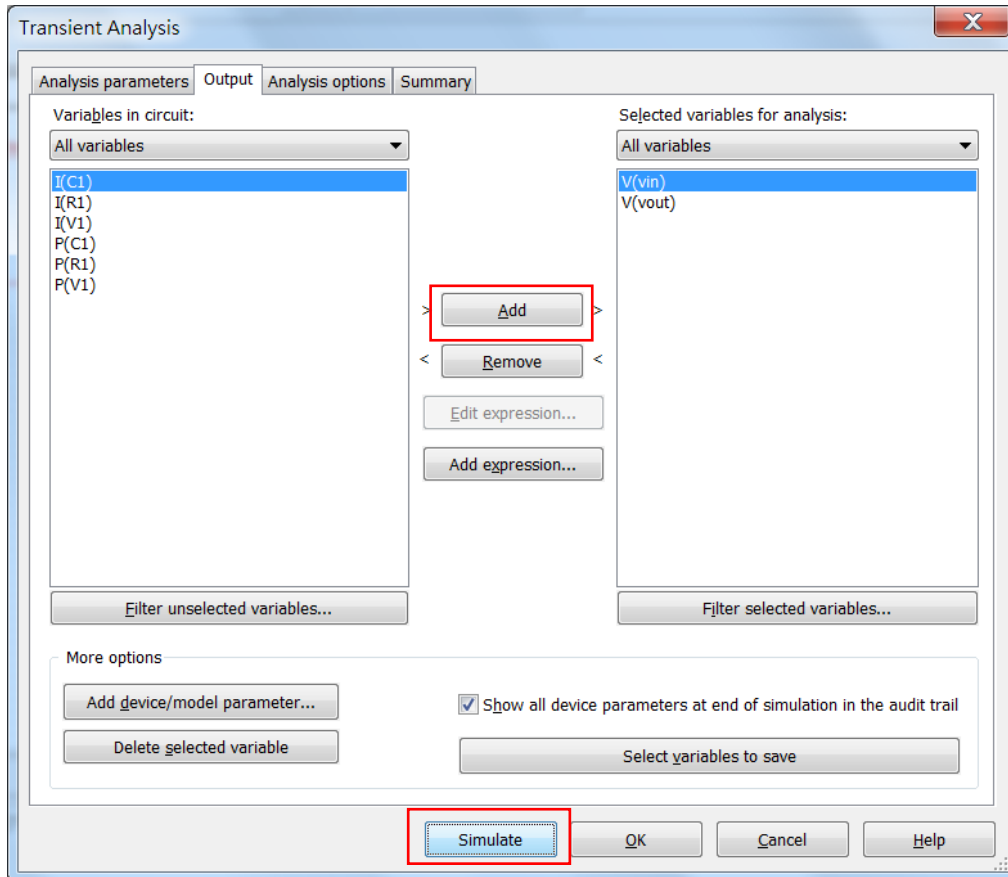 Transient Analysis
X
Analysis parameters Output Analysis options Summary
Variables in circuit:
All variables
I(C1)
I(R1)
I(V1)
P(C1)
P(R1)
P(V1)
Filter unselected variables...
> Add >
< Remove <
Edit expression...
Add expression...
Selected variables for analysis:
All variables
V(vin)
V(vout)
Filter selected variables...
More options
Add device/model parameter...
Delete selected variable
Show all device parameters at end of simulation in the audit trail
Select variables to save
Simulate OK Cancel Help